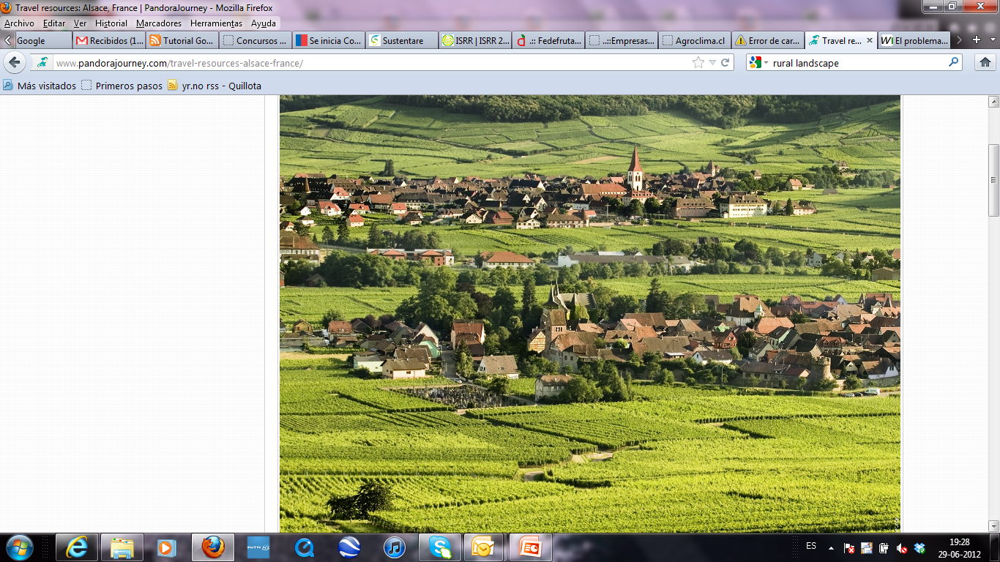 Travel resources: Alsace, France | PandoraJourney - Mozilla Firefox
Archivo Editar Ver Historial Marcadores Herramientas Ayuda
Google Recibidos (1... Tutorial Go... Concursos ... Se inicia Co... Sustentare ISRR | ISRR 2... .:: Fedefruta... ..::Empresas... Agroclima.cl Error de car... Travel re... El problema...
www.pandorajourney.com/travel-resources-alsace-france/ rural landscape
Más visitados Primeros pasos yr.no rss - Quillota
ES 19:28
29-06-2012